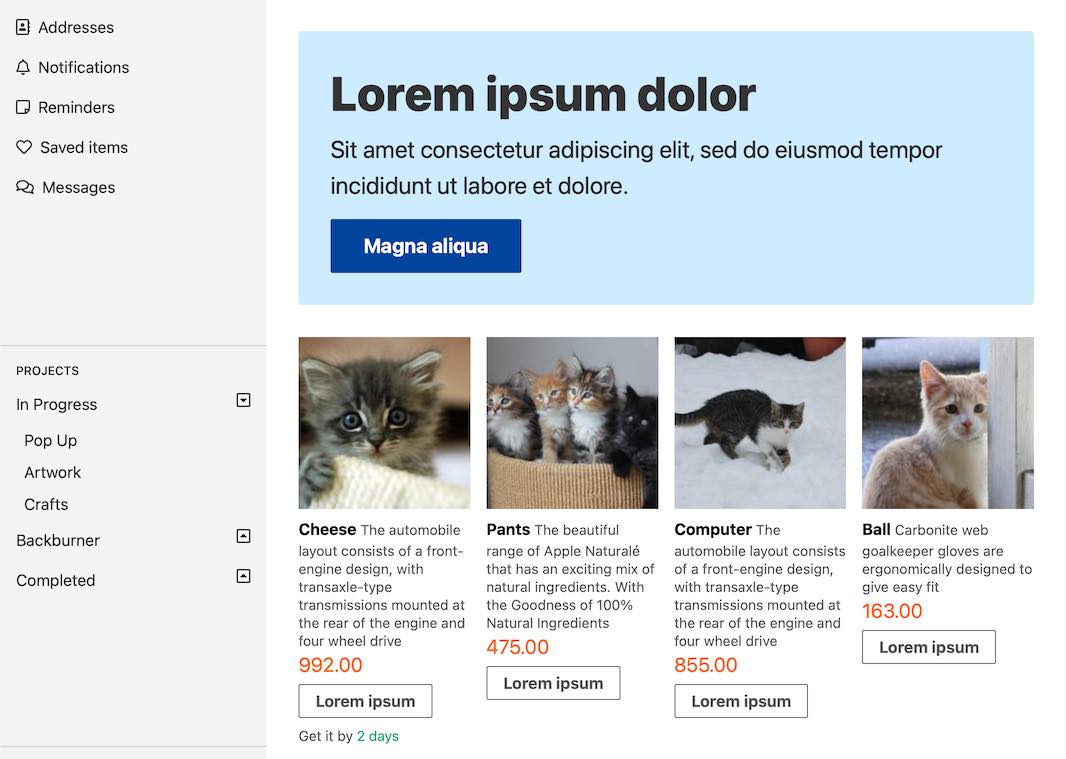 Addresses
Notifications
Reminders
Saved items
Messages
PROJECTS
In Progress
Pop Up
Artwork
Crafts
Backburner
Completed
Lorem ipsum dolor
Sit amet consectetur adipiscing elit, sed do eiusmod tempor
incididunt ut labore et dolore.
Magna aliqua
Cheese The automobile
layout consists of a front-
engine design, with
transaxle-type
transmissions mounted at
the rear of the engine and
four wheel drive
992.00
Lorem ipsum
Get it by 2 days
Pants The beautiful
range of Apple Naturalé
that has an exciting mix of
natural ingredients. With
the Goodness of 100%
Natural Ingredients
475.00
Lorem ipsum
Computer The
automobile layout consists
of a front-engine design,
with transaxle-type
transmissions mounted at
the rear of the engine and
four wheel drive
855.00
Lorem ipsum
Ball Carbonite web
goalkeeper gloves are
ergonomically designed to
give easy fit
163.00
Lorem ipsum